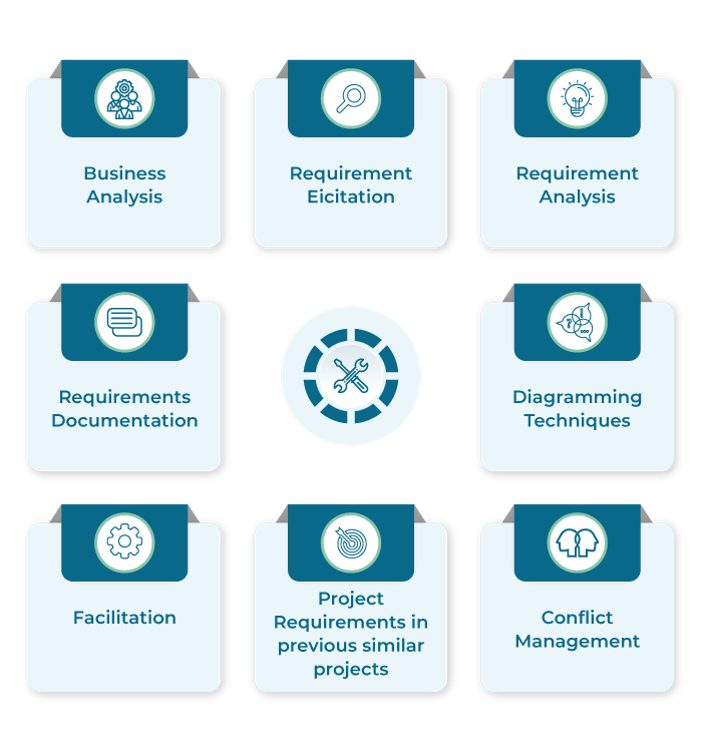 Business
Analysis
Requirement
Eicitation
Requirement
Analysis
Requirements
Documentation
Diagramming
Techniques
Facilitation
Project
Requirements in
previous similar
projects
Conflict
Management